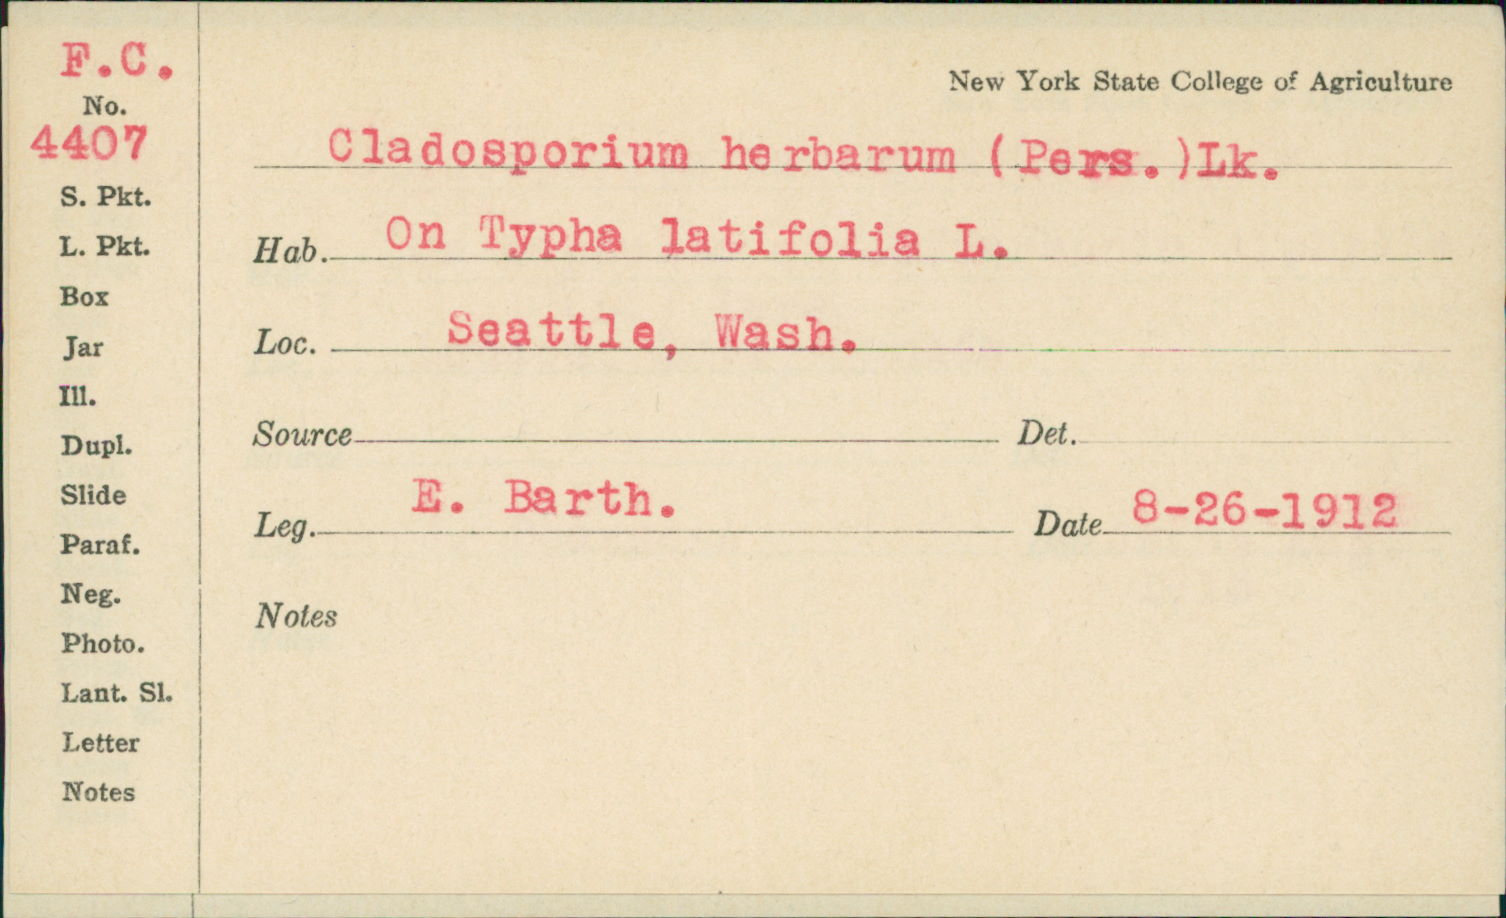 F.C.
No.
4407
S. Pkt.
L. Pkt.
Box
Jar
Ill.
Dupl.
Slide
Paraf.
Neg.
Photo.
Lant. Sl.
Letter
Notes
New York State College of Agriculture
Cladosporium herbarum (Pers.)Lk.
Hab. On Typha latifolia L.
Loc. Seattle, Wash.
Source Det.
Leg. E. Barth. Date 8-26-1912
Notes